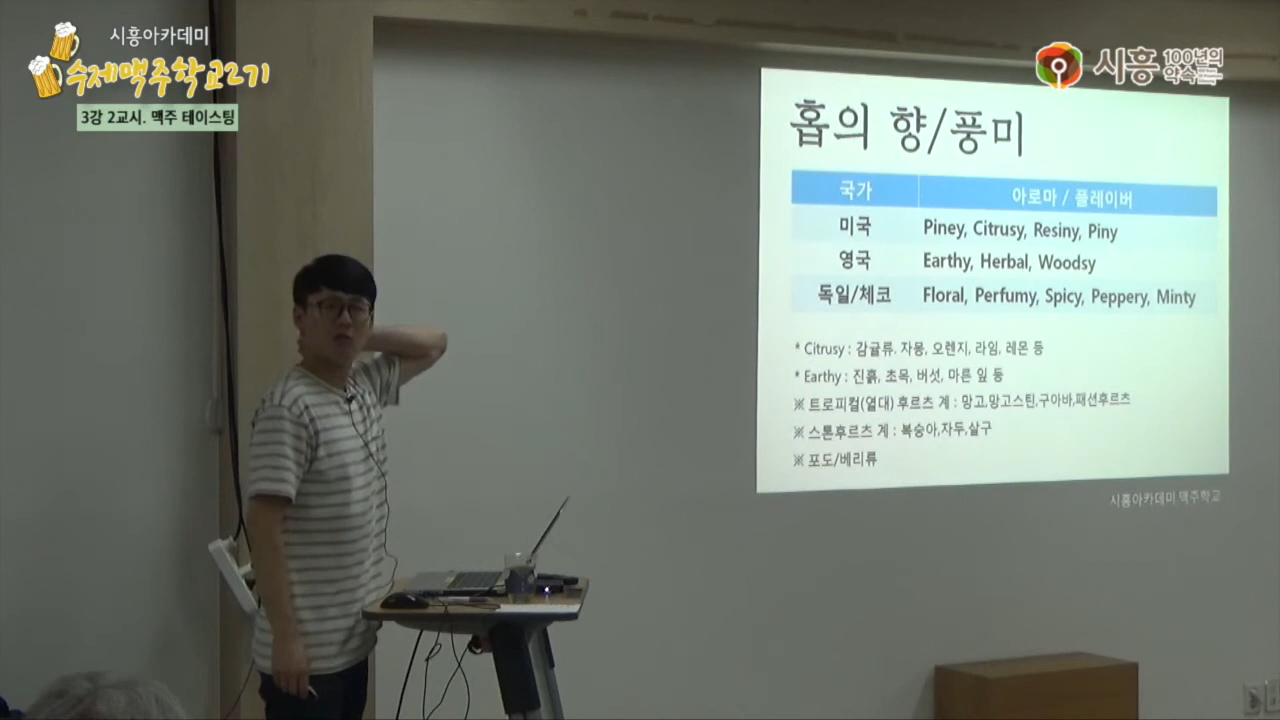 시흥아카데미
수제맥주학교2기
3강 2교시. 맥주 테이스팅
시흥 100년의 약속
홉의 향/풍미
국가 아로마 / 플레이버
미국 Piney, Citrusy, Resiny, Piny
영국 Earthy, Herbal, Woodsy
독일/체코 Floral, Perfumy, Spicy, Peppery, Minty
* Citrusy : 감귤류. 자몽, 오렌지, 라임, 레몬 등
* Earthy : 진흙, 초목, 버섯, 마른 잎 등
※ 트로피컬(열대) 후르츠 계 : 망고,망고스틴,구아바,패션후르츠
※ 스톤후르츠 계 : 복숭아,자두,살구
※ 포도/베리류
시흥아카데미 맥주학교